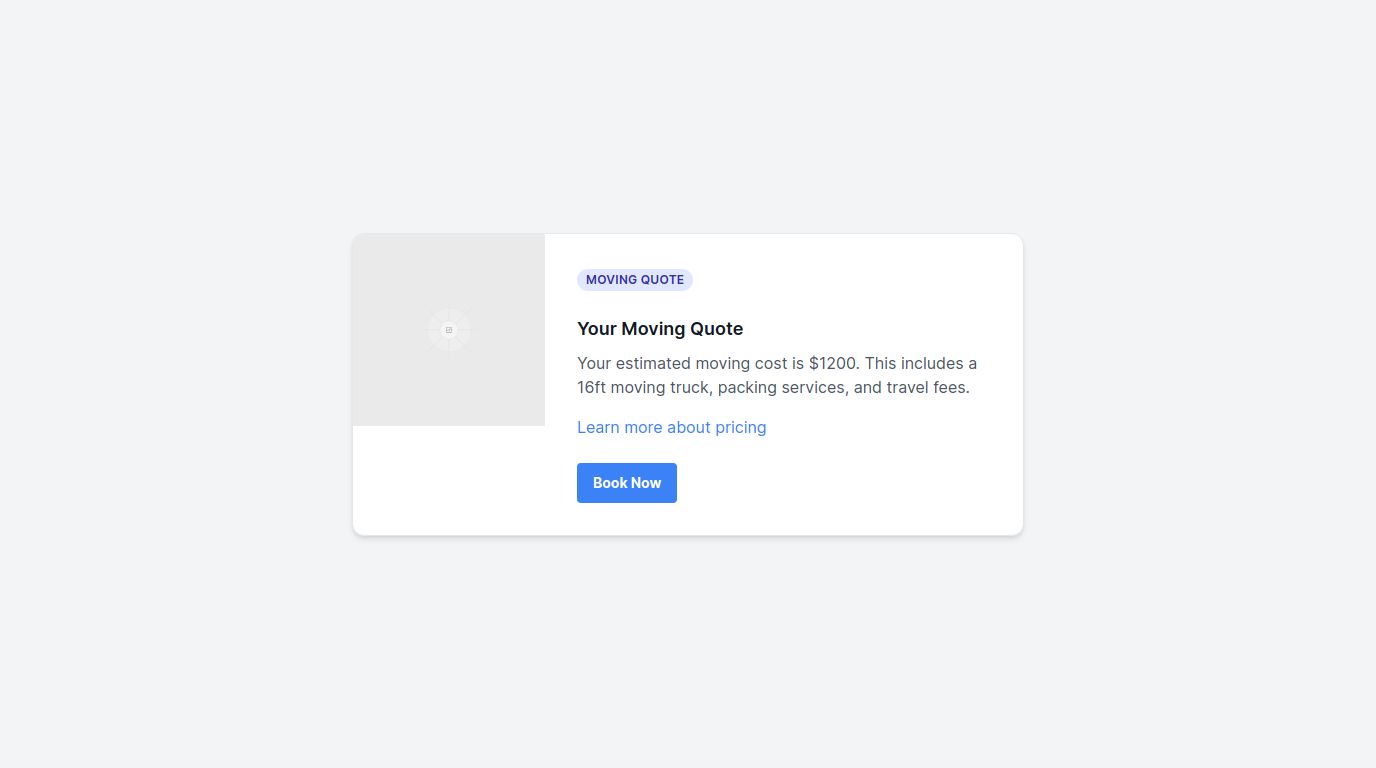 MOVING QUOTE
Your Moving Quote
Your estimated moving cost is $1200. This includes a
16ft moving truck, packing services, and travel fees.
Learn more about pricing
Book Now